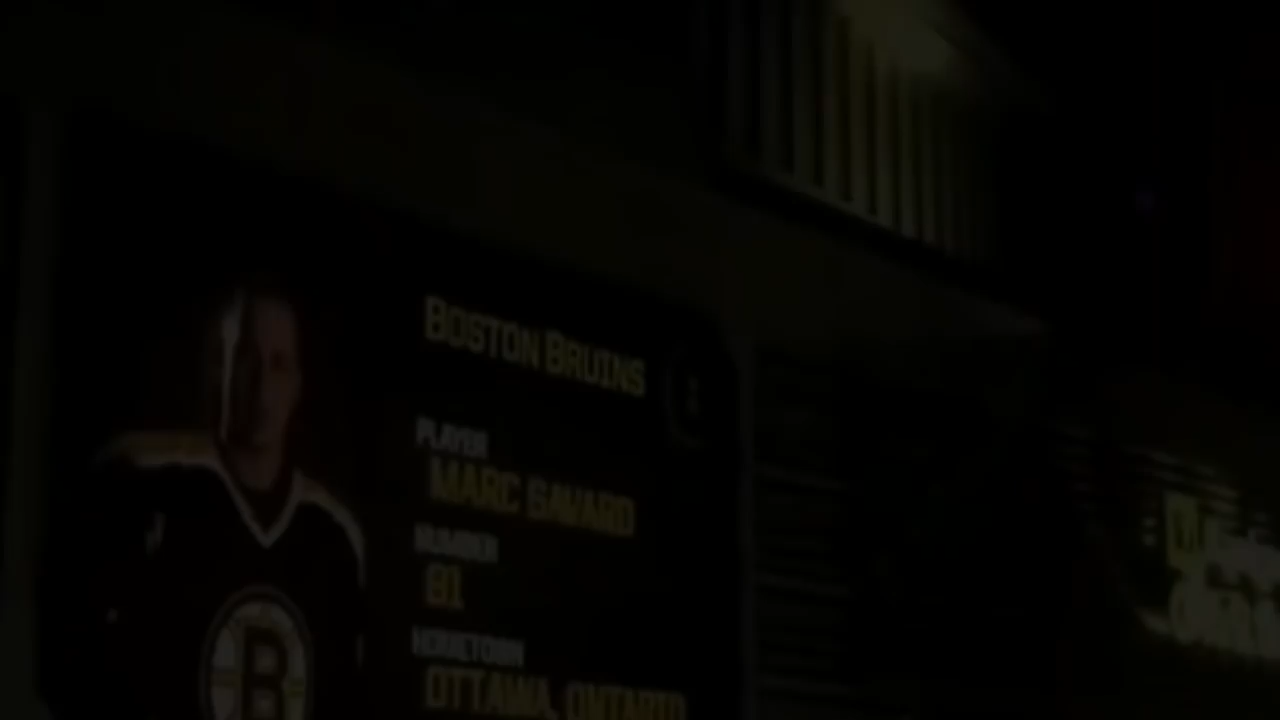 BOSTON BRUINS
PLAYER
MARC SAVARD
NUMBER
91
HOMETOWN
OTTAWA, ONTARIO
B